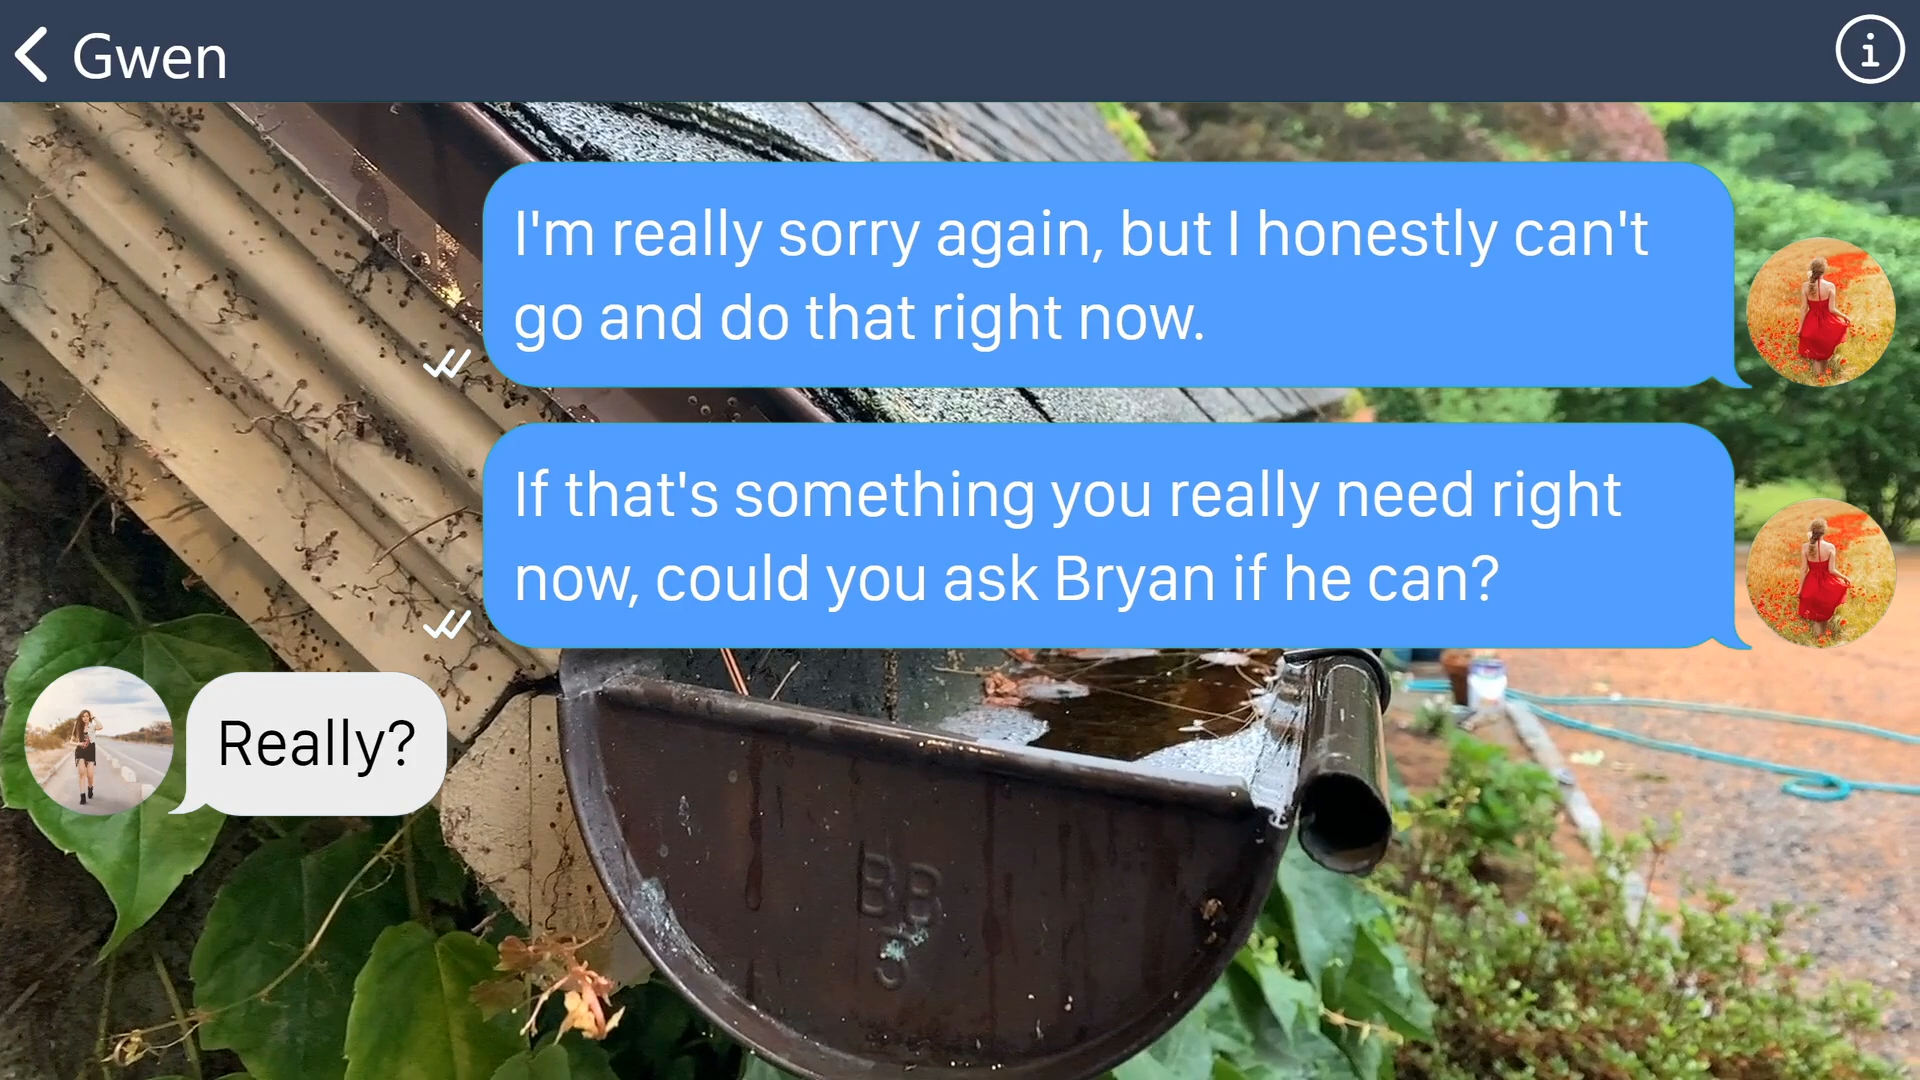 Gwen
I'm really sorry again, but I honestly can't
go and do that right now.
If that's something you really need right
now, could you ask Bryan if he can?
Really?
BB